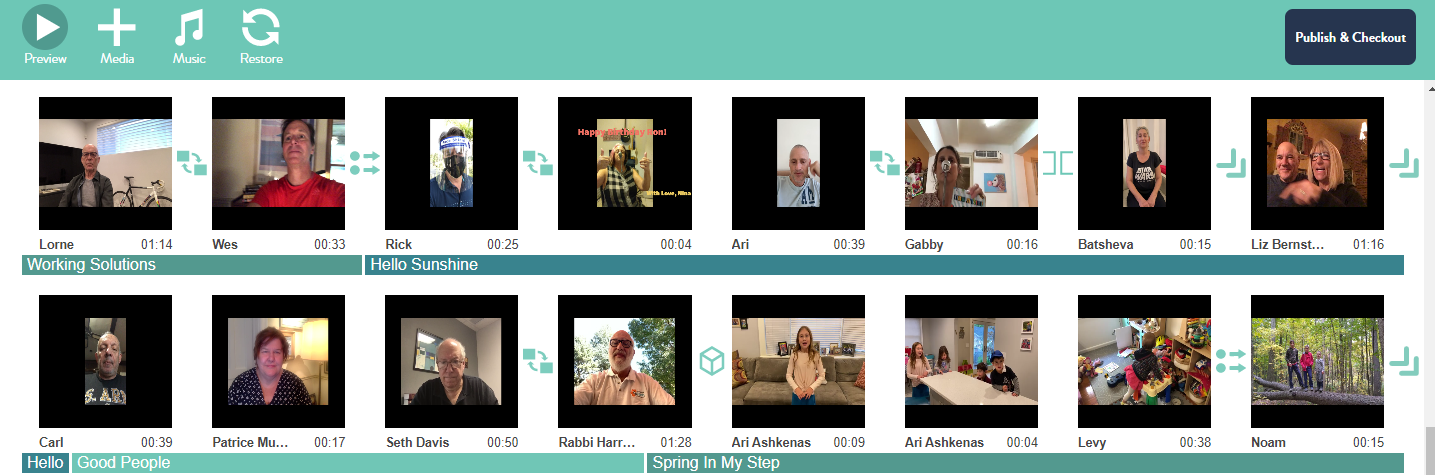 Preview
Media
Music
Restore
Publish & Checkout
Happy Birthday Ron!
With Love, Nina
Lorne 01:14
Wes 00:33
Rick 00:25
00:04
Ari 00:39
Gabby 00:16
Batsheva 00:15
Liz Bernst... 01:16
Working Solutions
Hello Sunshine
Carl 00:39
Patrice Mu... 00:17
Seth Davis 00:50
Rabbi Harr... 01:28
Ari Ashkenas 00:09
Ari Ashkenas 00:04
Levy 00:38
Noam 00:15
Hello
Good People
Spring In My Step